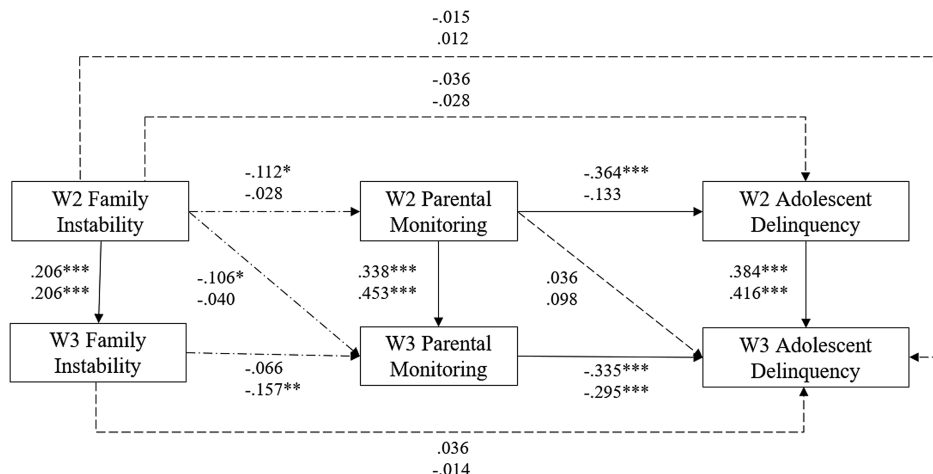 -.015
.012
-.036
-.028
-.112*
-.028
-.364***
-.133
W2 Family
Instability
W2 Parental
Monitoring
W2 Adolescent
Delinquency
.206***
.206***
-.106*
-.040
.338***
.453***
.036
.098
.384***
.416***
W3 Family
Instability
W3 Parental
Monitoring
W3 Adolescent
Delinquency
-.066
-.157**
-.335***
-.295***
.036
-.014